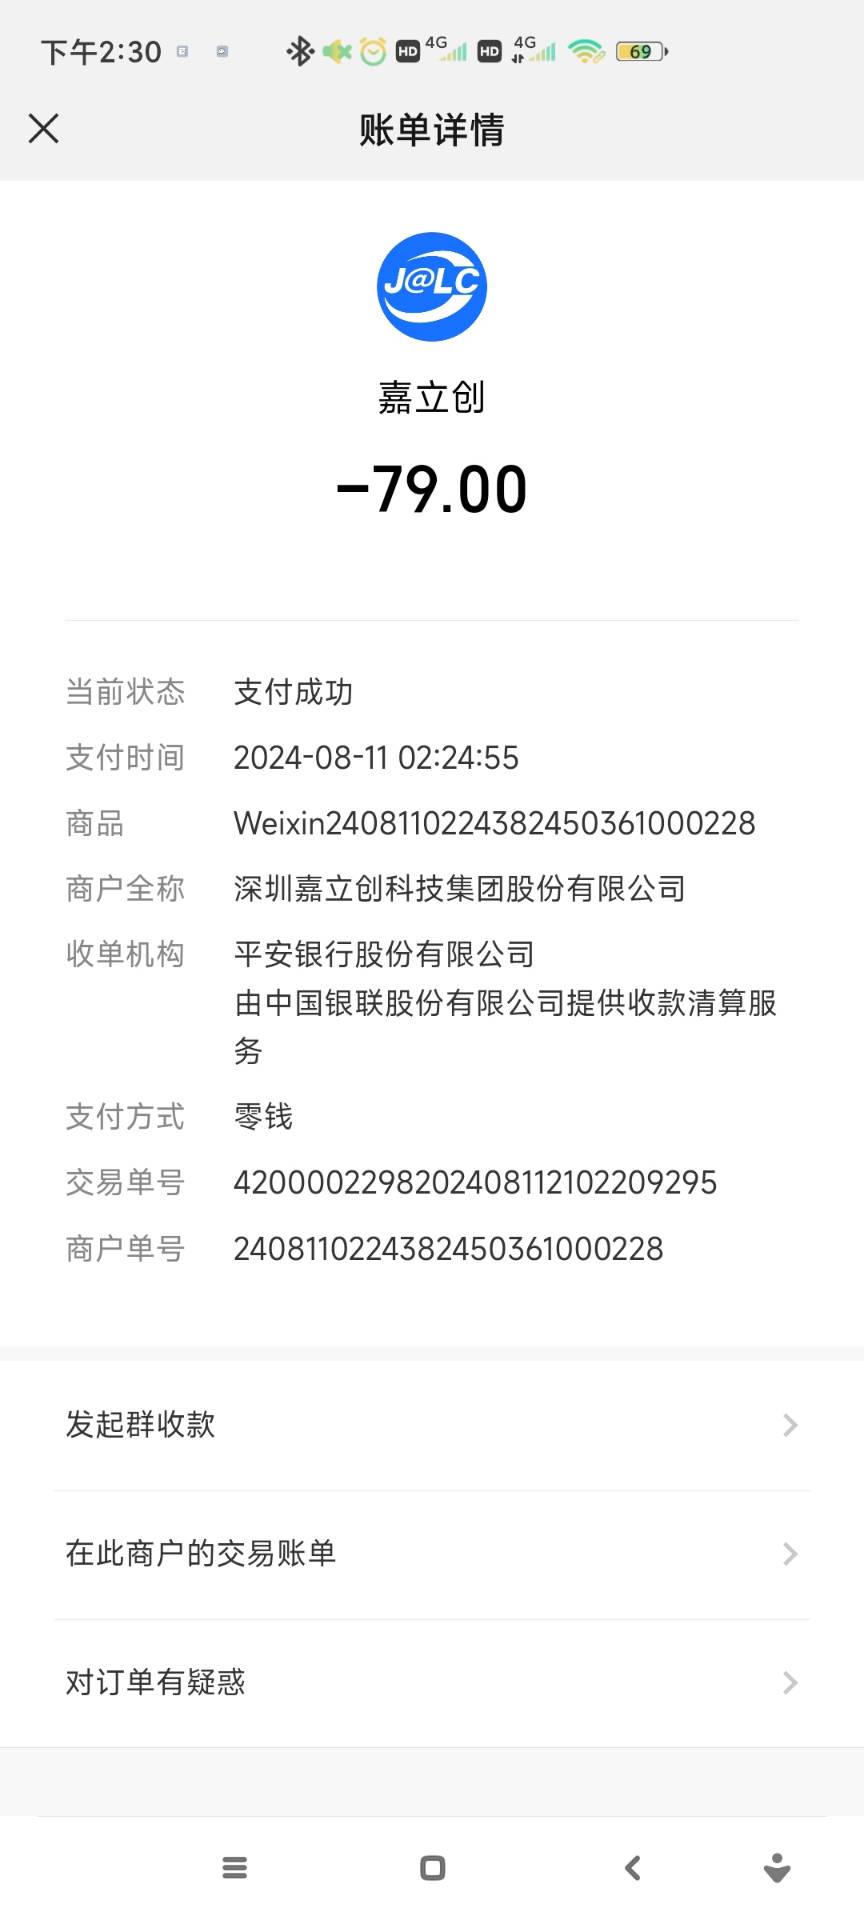 下午2:30
HD 4G HD 4G 69
账单详情
J@LC
嘉立创
-79.00
当前状态 支付成功
支付时间 2024-08-11 02:24:55
商品 Weixin2408110224382450361000228
商户全称 深圳嘉立创科技集团股份有限公司
收单机构 平安银行股份有限公司
由中国银联股份有限公司提供收款清算服
务
支付方式 零钱
交易单号 4200002298202408112102209295
商户单号 2408110224382450361000228
发起群收款
在此商户的交易账单
对订单有疑惑